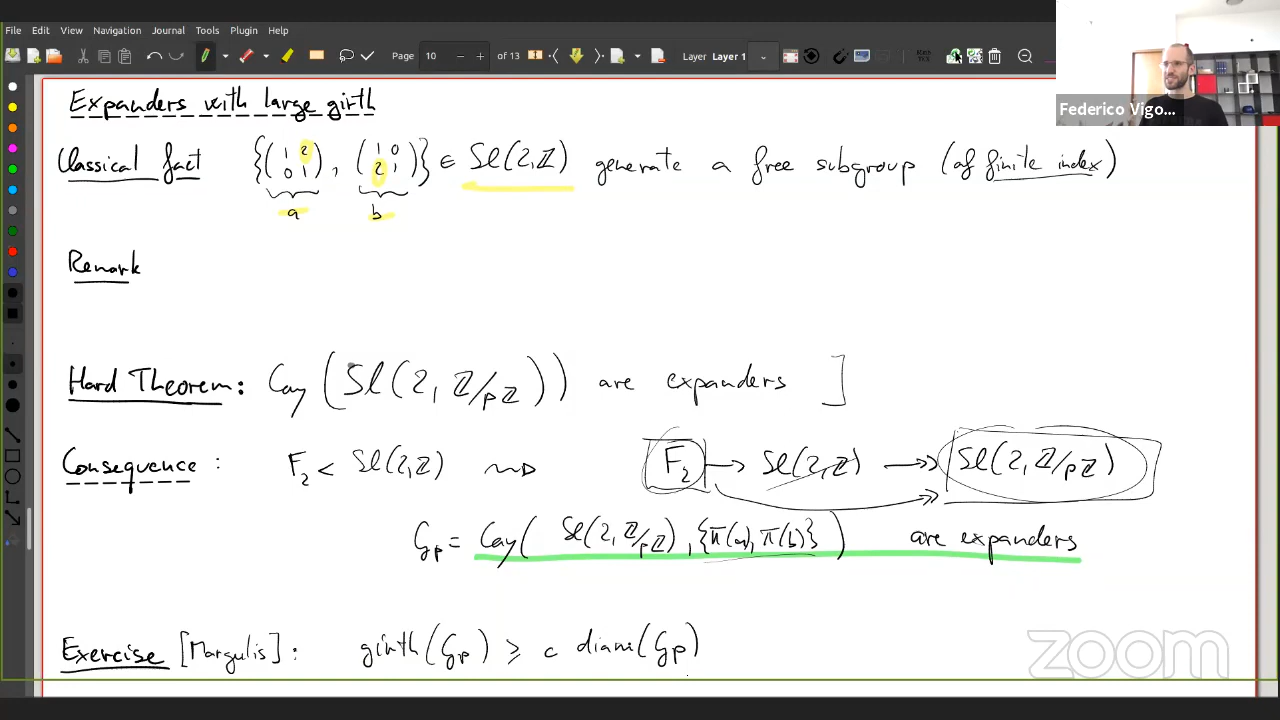 File Edit View Navigation Journal Tools Plugin Help
Page 10 of 13 Layer Layer 1
Federico Vigo...
Expanders with large girth
Classical fact {(1 2 0 1), (1 0 2 1)} ∈ Sl(2,ℤ) generate a free subgroup (of finite index)
a b
Remark
Hard Theorem: Cay(Sl(2, ℤ/pℤ)) are expanders ]
Consequence: F₂ < Sl(2,ℤ) ⇝ F₂ → Sl(2,ℤ) ↠ Sl(2, ℤ/pℤ)
Gp = Cay(Sl(2, ℤ/pℤ), {π(a), π(b)}) are expanders
Exercise [Margulis]: girth(Gp) ≥ c diam(Gp)
zoom